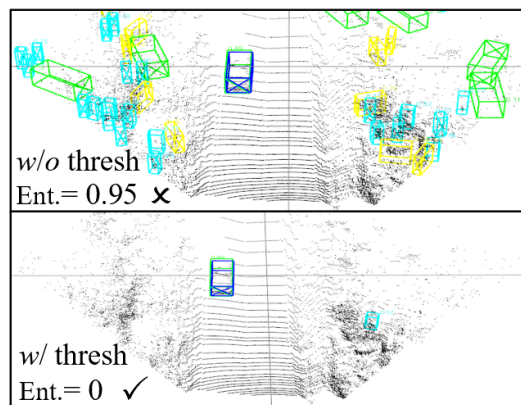 w/o thresh
Ent.= 0.95 ✗
w/ thresh
Ent.= 0 ✓